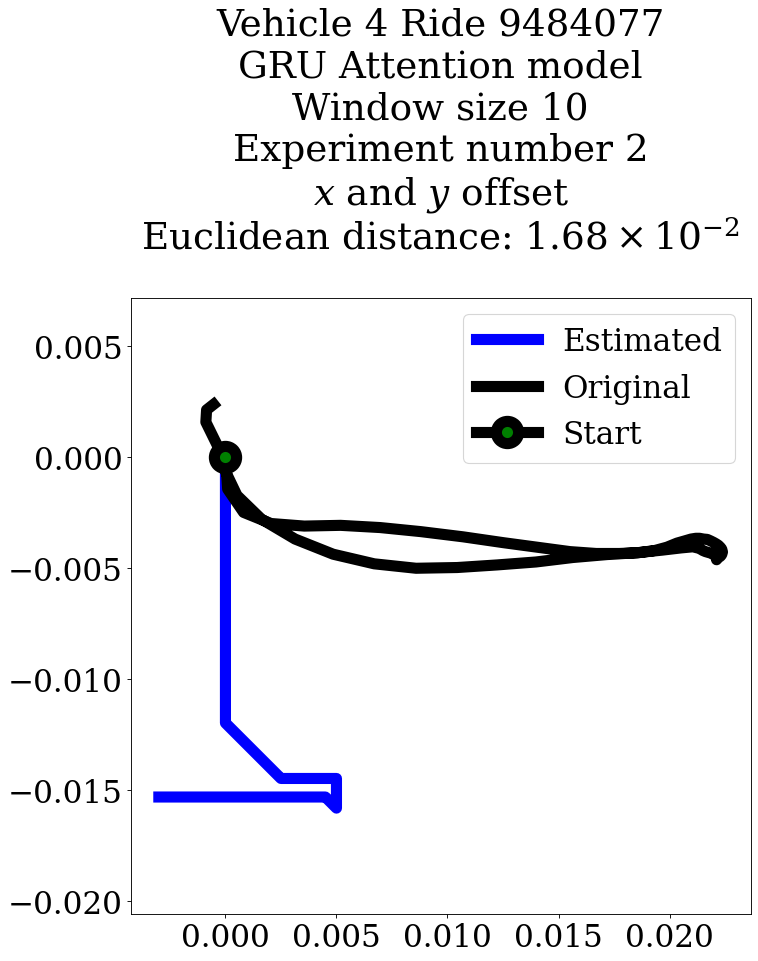 Vehicle 4 Ride 9484077
GRU Attention model
Window size 10
Experiment number 2
x and y offset
Euclidean distance: 1.68 × 10⁻²
Estimated
Original
Start
0.005
0.000
−0.005
−0.010
−0.015
−0.020
0.000 0.005 0.010 0.015 0.020